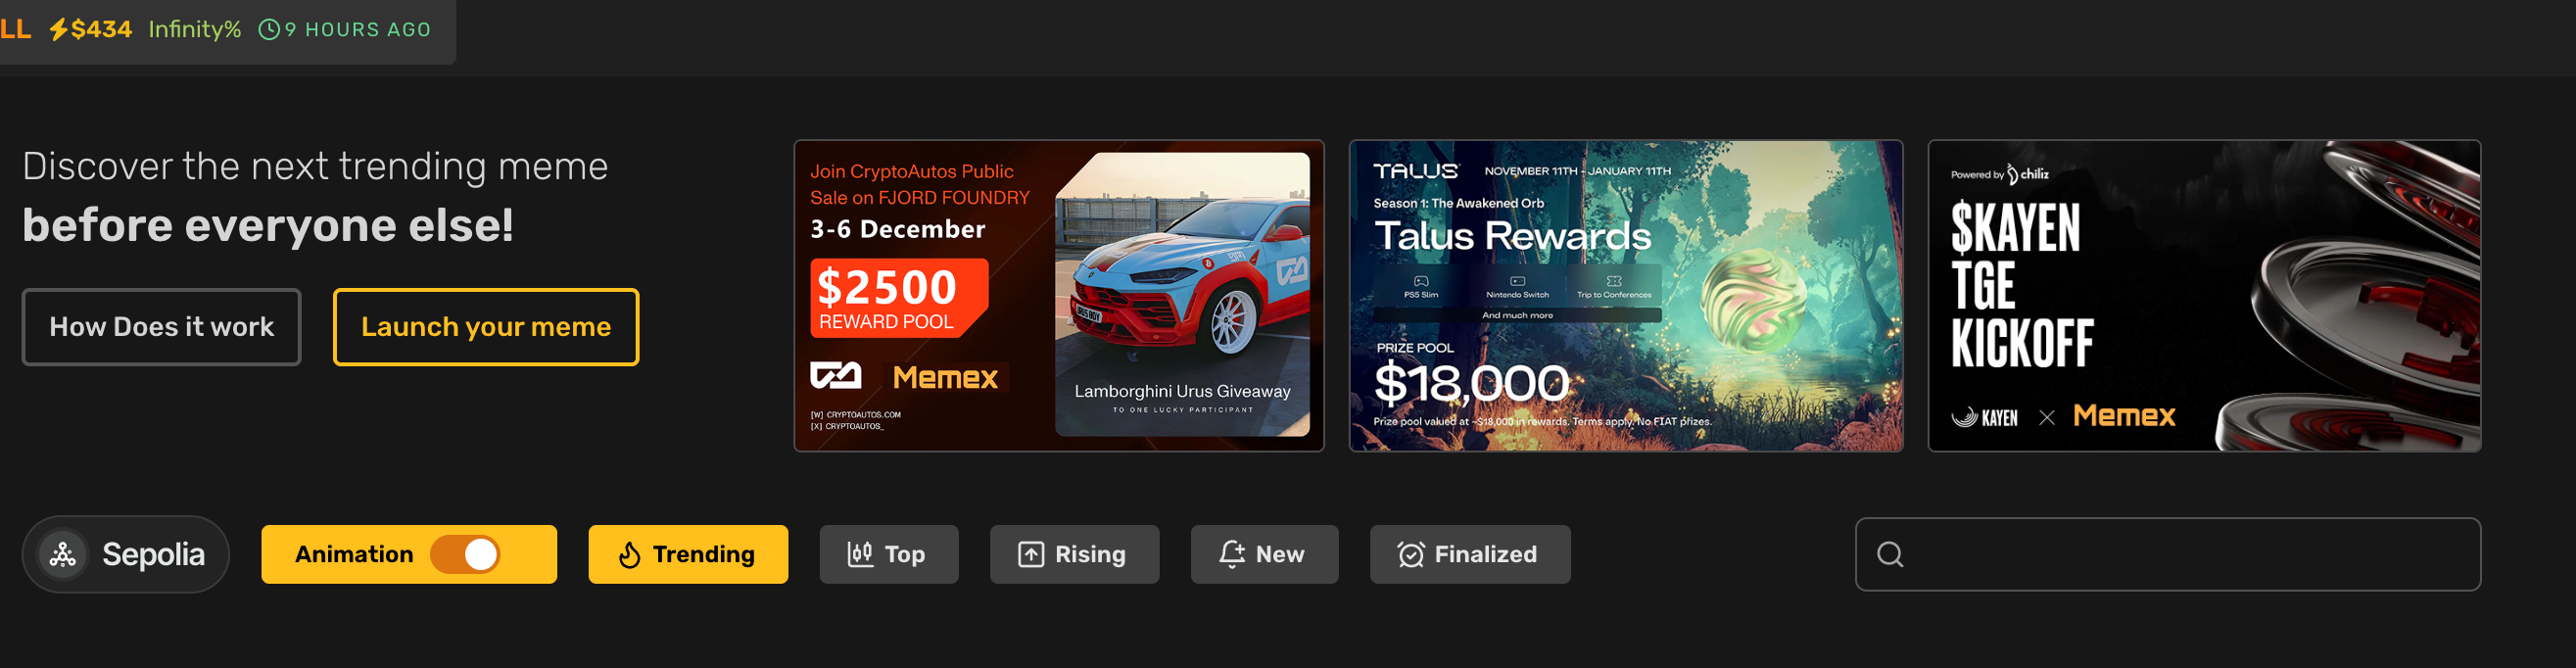 LL $434 Infinity% 9 HOURS AGO
Discover the next trending meme
before everyone else!
How Does it work
Launch your meme
Join CryptoAutos Public
Sale on FJORD FOUNDRY
3-6 December
$2500
REWARD POOL
Memex
[W] CRYPTOAUTOS.COM
[X] CRYPTOAUTOS_
Lamborghini Urus Giveaway
TO ONE LUCKY PARTICIPANT
TALUS NOVEMBER 11TH - JANUARY 11TH
Season 1: The Awakened Orb
Talus Rewards
PS5 Slim
Nintendo Switch
Trip to Conferences
And much more
PRIZE POOL
$18,000
Prize pool valued at ~$18,000 in rewards. Terms apply. No FIAT prizes.
Powered by chiliz
$KAYEN
TGE
KICKOFF
KAYEN Memex
Sepolia
Animation
Trending
Top
Rising
New
Finalized